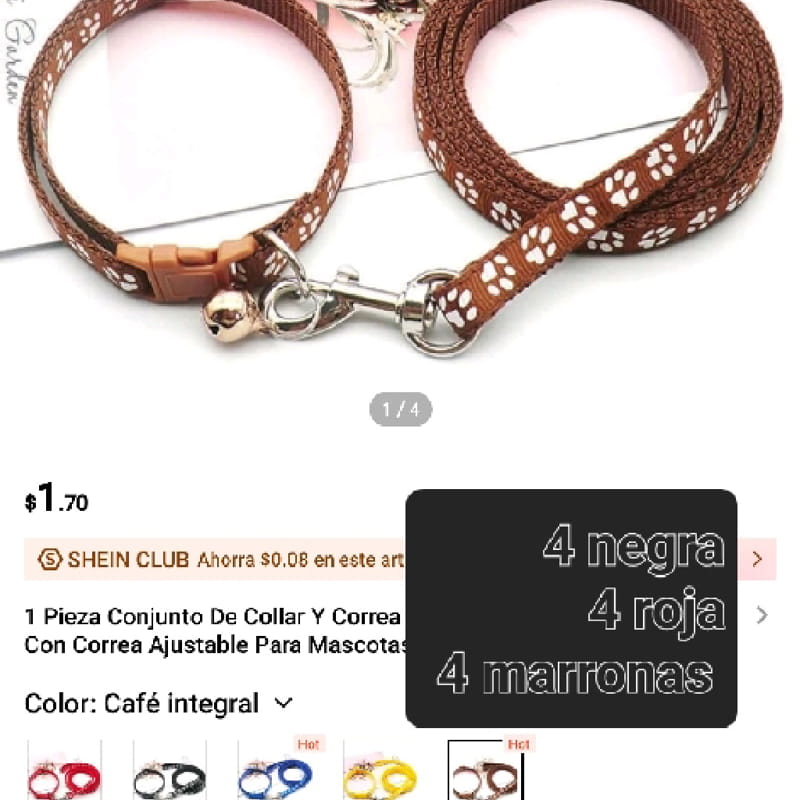 Garden
1 / 4
$1.70
SHEIN CLUB Ahorra $0.08 en este art
1 Pieza Conjunto De Collar Y Correa
Con Correa Ajustable Para Mascotas
4 negra
4 roja
4 marronas
Color: Café integral
Hot
Hot